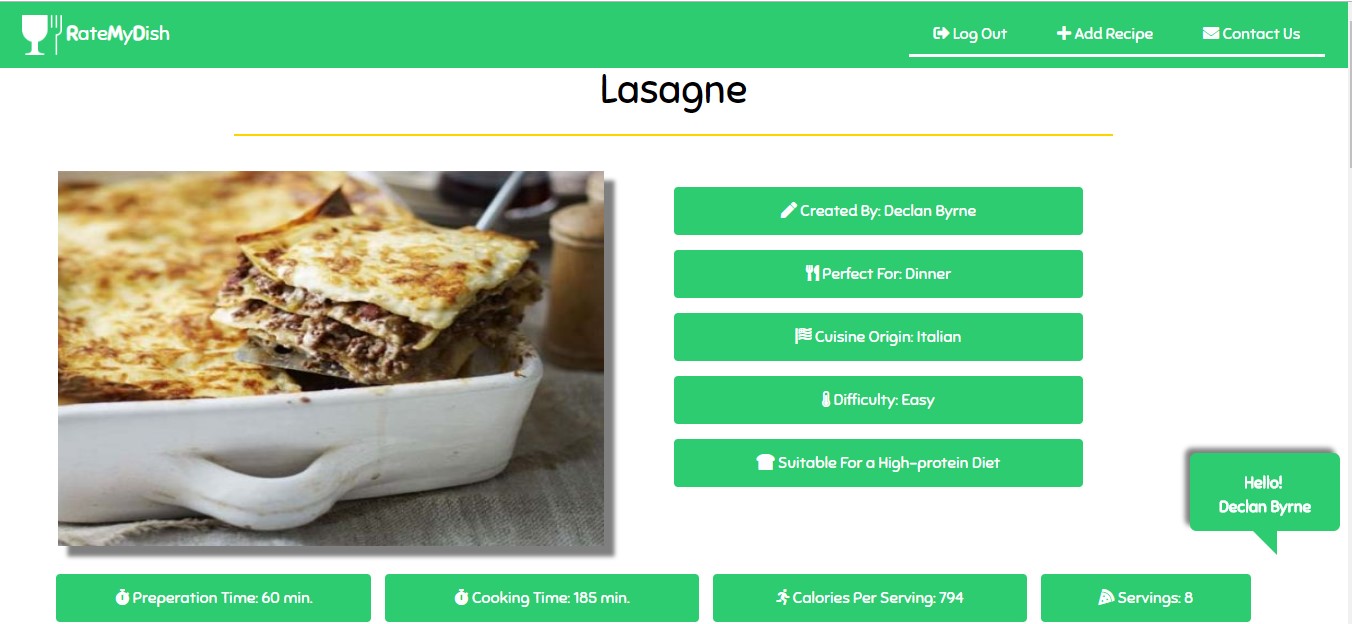 RateMyDish
Log Out
Add Recipe
Contact Us
Lasagne
Created By: Declan Byrne
Perfect For: Dinner
Cuisine Origin: Italian
Difficulty: Easy
Suitable For a High-protein Diet
Hello!
Declan Byrne
Preperation Time: 60 min.
Cooking Time: 185 min.
Calories Per Serving: 794
Servings: 8